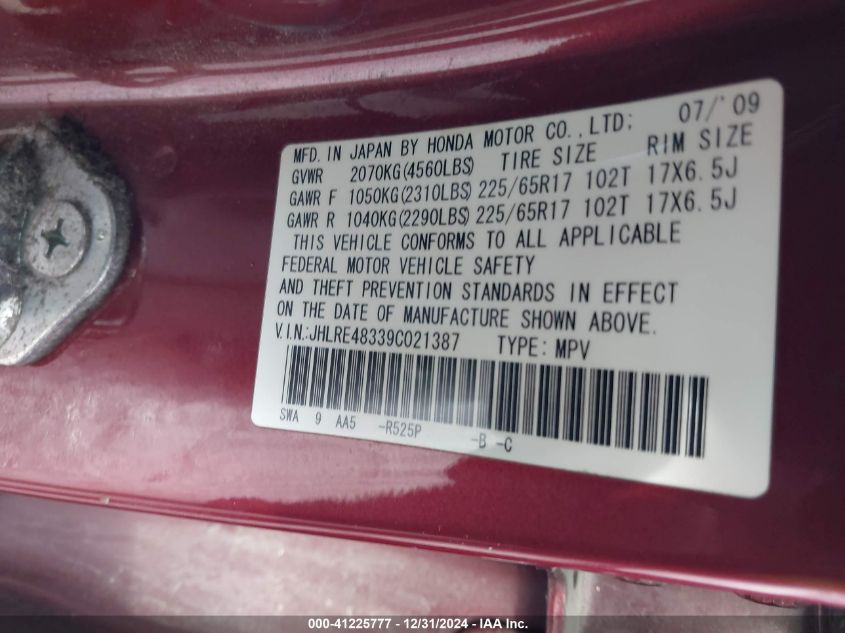 MFD. IN JAPAN BY HONDA MOTOR CO., LTD: 07/'09
GVWR 2070KG(4560LBS) TIRE SIZE RIM SIZE
GAWR F 1050KG(2310LBS) 225/65R17 102T 17X6.5J
GAWR R 1040KG(2290LBS) 225/65R17 102T 17X6.5J
THIS VEHICLE CONFORMS TO ALL APPLICABLE
FEDERAL MOTOR VEHICLE SAFETY
AND THEFT PREVENTION STANDARDS IN EFFECT
ON THE DATE OF MANUFACTURE SHOWN ABOVE.
V.I.N.:JHLRE48339C021387 TYPE: MPV
SWA 9 AA5 -R525P -B -C
000-41225777 - 12/31/2024 - IAA Inc.